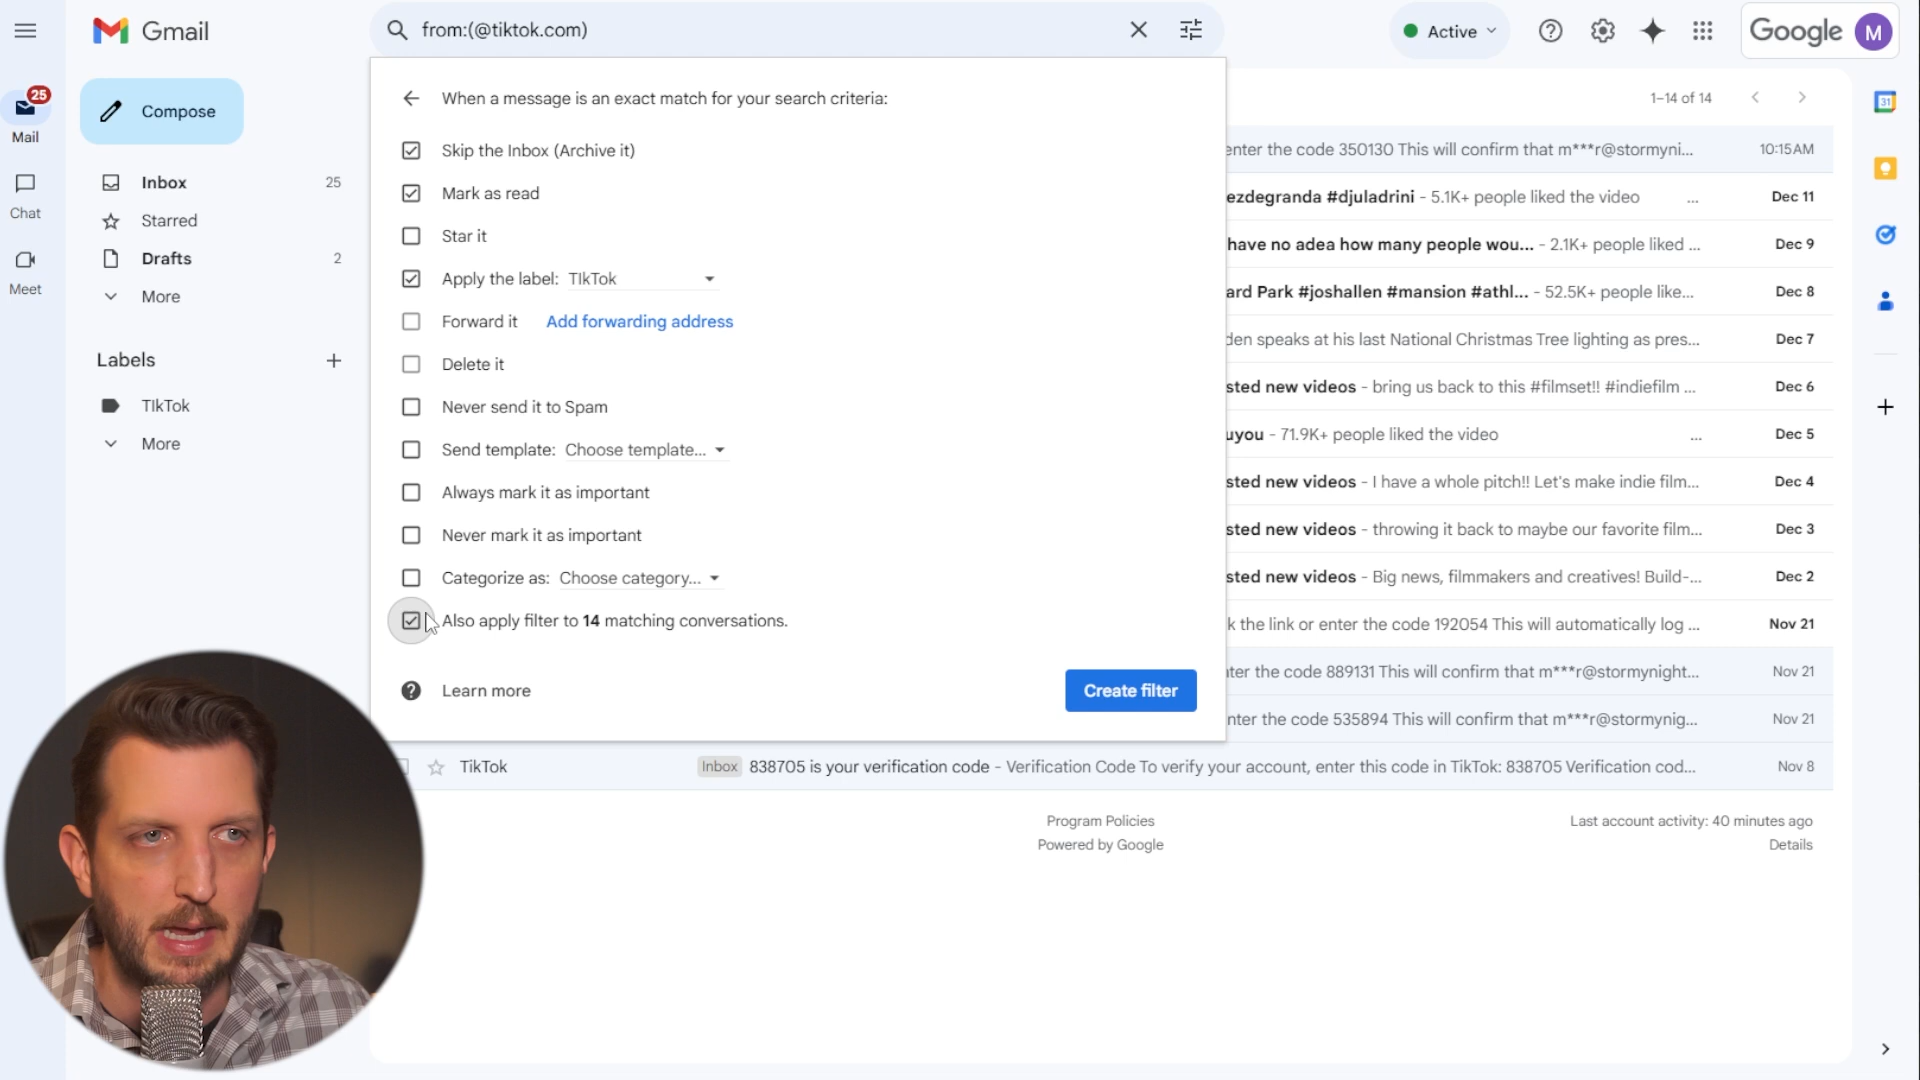 Gmail
from:(@tiktok.com)
Active
Google
M
25
Mail
Chat
Meet
Compose
Inbox 25
Starred
Drafts 2
More
Labels
TIkTok
More
When a message is an exact match for your search criteria:
Skip the Inbox (Archive it)
Mark as read
Star it
Apply the label: TIkTok
Forward it Add forwarding address
Delete it
Never send it to Spam
Send template: Choose template...
Always mark it as important
Never mark it as important
Categorize as: Choose category...
Also apply filter to 14 matching conversations.
Learn more
Create filter
1–14 of 14
enter the code 350130 This will confirm that m***r@stormyni... 10:15 AM
ezdegranda #djuladrini - 5.1K+ people liked the video ... Dec 11
have no adea how many people wou... - 2.1K+ people liked ... Dec 9
ard Park #joshallen #mansion #athl... - 52.5K+ people like... Dec 8
den speaks at his last National Christmas Tree lighting as pres... Dec 7
sted new videos - bring us back to this #filmset!! #indiefilm ... Dec 6
uyou - 71.9K+ people liked the video ... Dec 5
sted new videos - I have a whole pitch!! Let's make indie film... Dec 4
sted new videos - throwing it back to maybe our favorite film... Dec 3
sted new videos - Big news, filmmakers and creatives! Build-... Dec 2
k the link or enter the code 192054 This will automatically log ... Nov 21
nter the code 889131 This will confirm that m***r@stormynight... Nov 21
nter the code 535894 This will confirm that m***r@stormynig... Nov 21
TikTok Inbox 838705 is your verification code - Verification Code To verify your account, enter this code in TikTok: 838705 Verification cod... Nov 8
Program Policies
Powered by Google
Last account activity: 40 minutes ago
Details
31